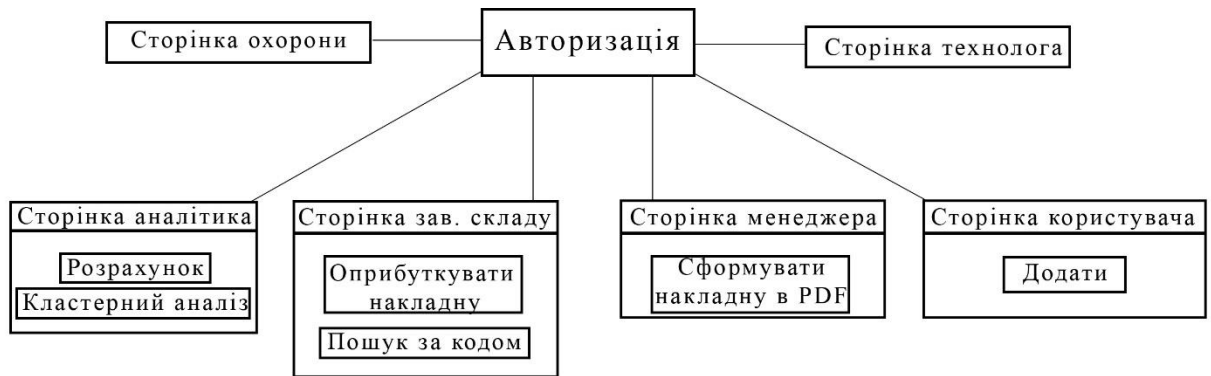 Сторінка охорони
Авторизація
Сторінка технолога
Сторінка аналітика
Розрахунок
Кластерний аналіз
Сторінка зав. складу
Оприбуткувати
накладну
Пошук за кодом
Сторінка менеджера
Сформувати
накладну в PDF
Сторінка користувача
Додати